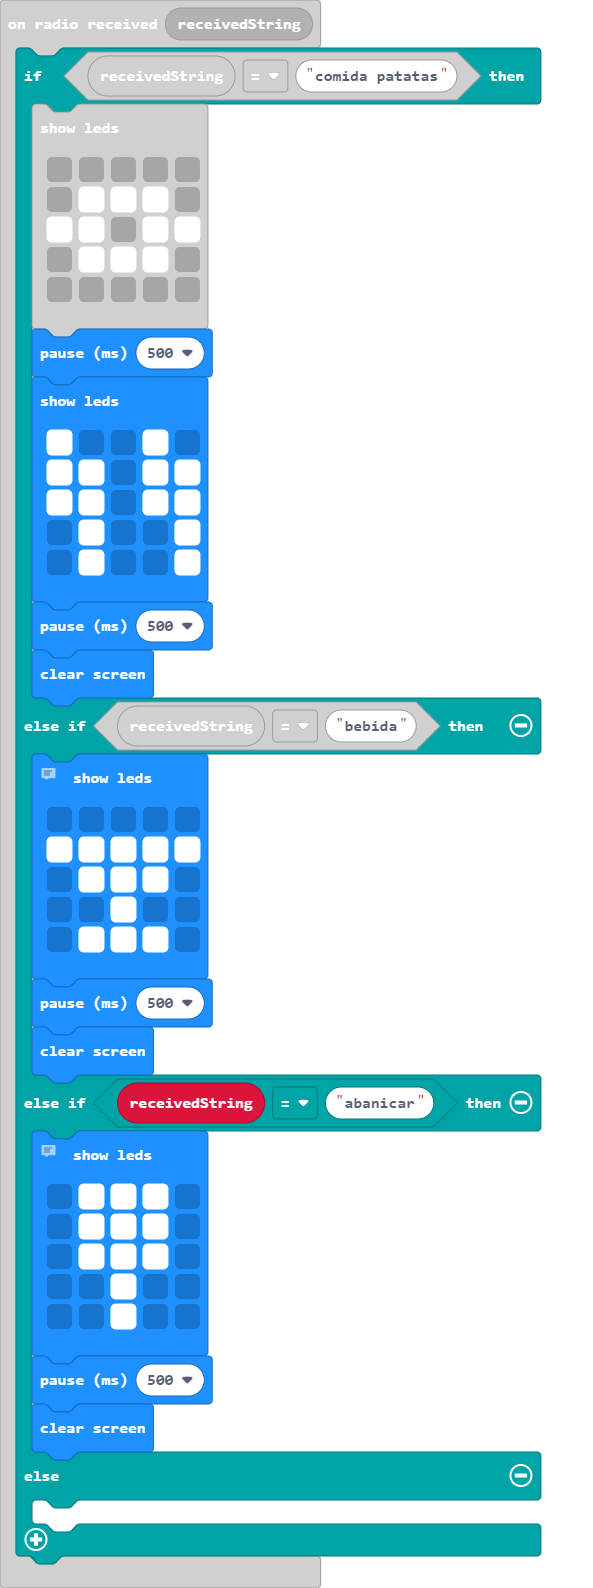 on radio received receivedString
if receivedString = "comida patatas" then
show leds
pause (ms) 500
show leds
pause (ms) 500
clear screen
else if receivedString = "bebida" then
show leds
pause (ms) 500
clear screen
else if receivedString = "abanicar" then
show leds
pause (ms) 500
clear screen
else